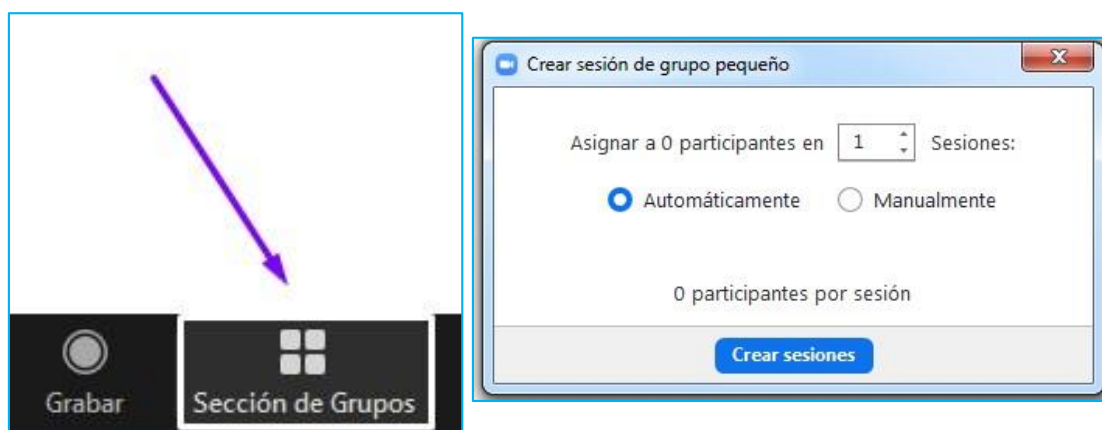 Grabar
Sección de Grupos
Crear sesión de grupo pequeño
X
Asignar a 0 participantes en 1 Sesiones:
Automáticamente Manualmente
0 participantes por sesión
Crear sesiones